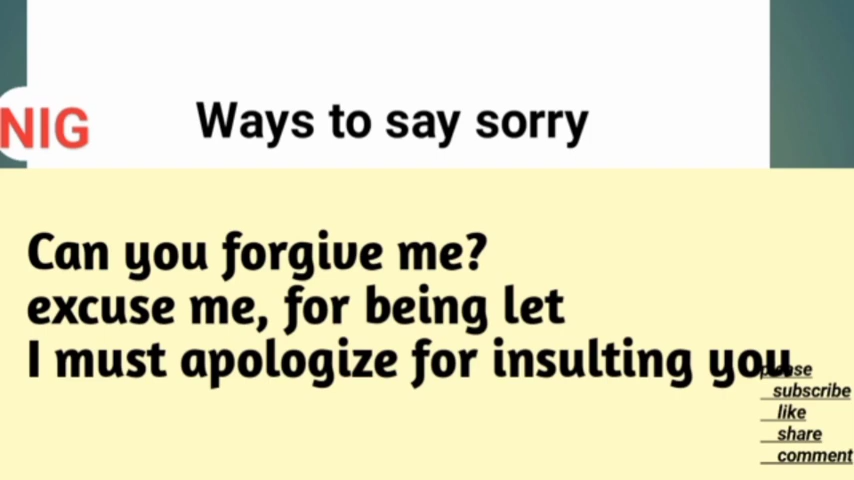 NIG
Ways to say sorry
Can you forgive me?
excuse me, for being let
I must apologize for insulting you
please
subscribe
like
share
comment